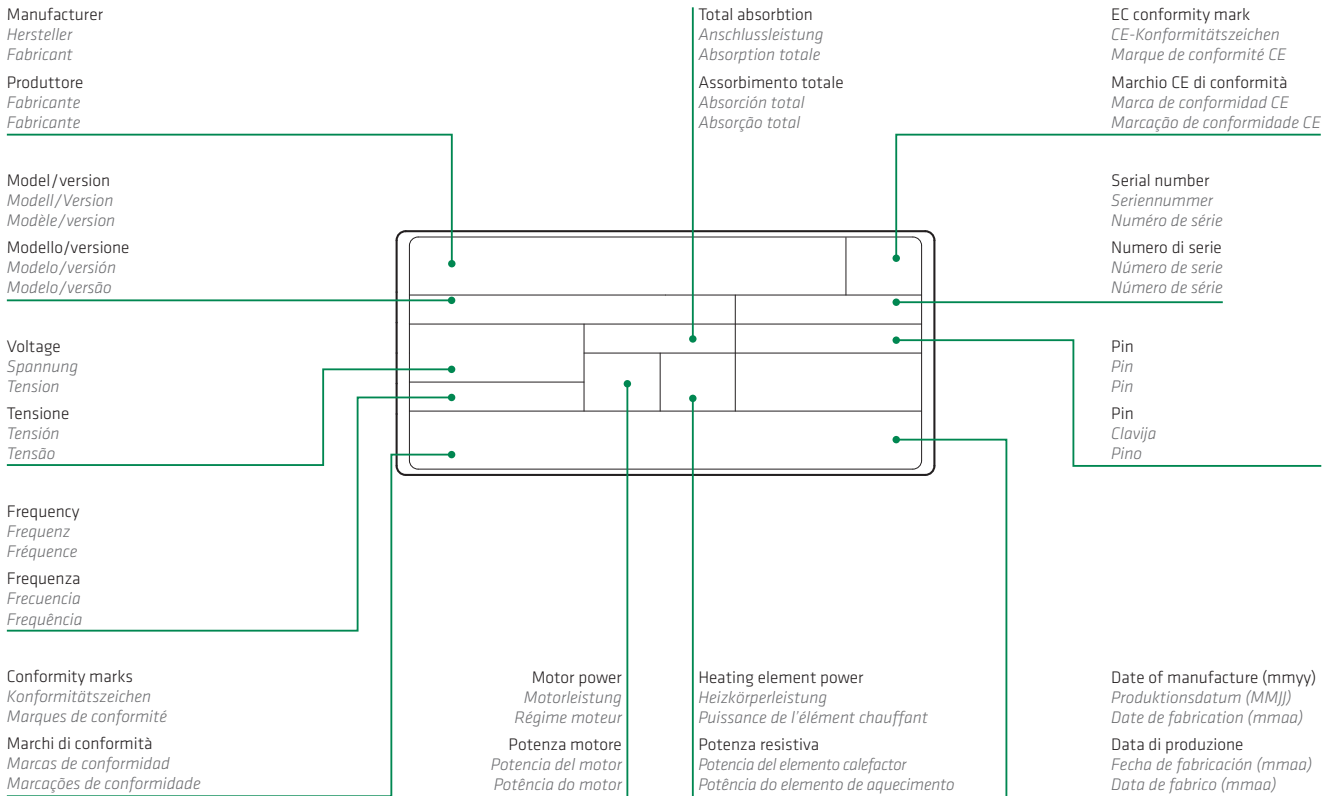 Manufacturer
Hersteller
Fabricant
Produttore
Fabricante
Fabricante
Model/version
Modell/Version
Modèle/version
Modello/versione
Modelo/versión
Modelo/versão
Voltage
Spannung
Tension
Tensione
Tensión
Tensão
Frequency
Frequenz
Fréquence
Frequenza
Frecuencia
Frequência
Conformity marks
Konformitätszeichen
Marques de conformité
Marchi di conformità
Marcas de conformidad
Marcações de conformidade
Total absorbtion
Anschlussleistung
Absorption totale
Assorbimento totale
Absorción total
Absorção total
Motor power
Motorleistung
Régime moteur
Potenza motore
Potencia del motor
Potência do motor
Heating element power
Heizkörperleistung
Puissance de l'élément chauffant
Potenza resistiva
Potencia del elemento calefactor
Potência do elemento de aquecimento
EC conformity mark
CE-Konformitätszeichen
Marque de conformité CE
Marchio CE di conformità
Marca de conformidad CE
Marcação de conformidade CE
Serial number
Seriennummer
Numéro de série
Numero di serie
Número de serie
Número de série
Pin
Pin
Pin
Pin
Clavija
Pino
Date of manufacture (mmyy)
Produktionsdatum (MMJJ)
Date de fabrication (mmaa)
Data di produzione
Fecha de fabricación (mmaa)
Data de fabrico (mmaa)